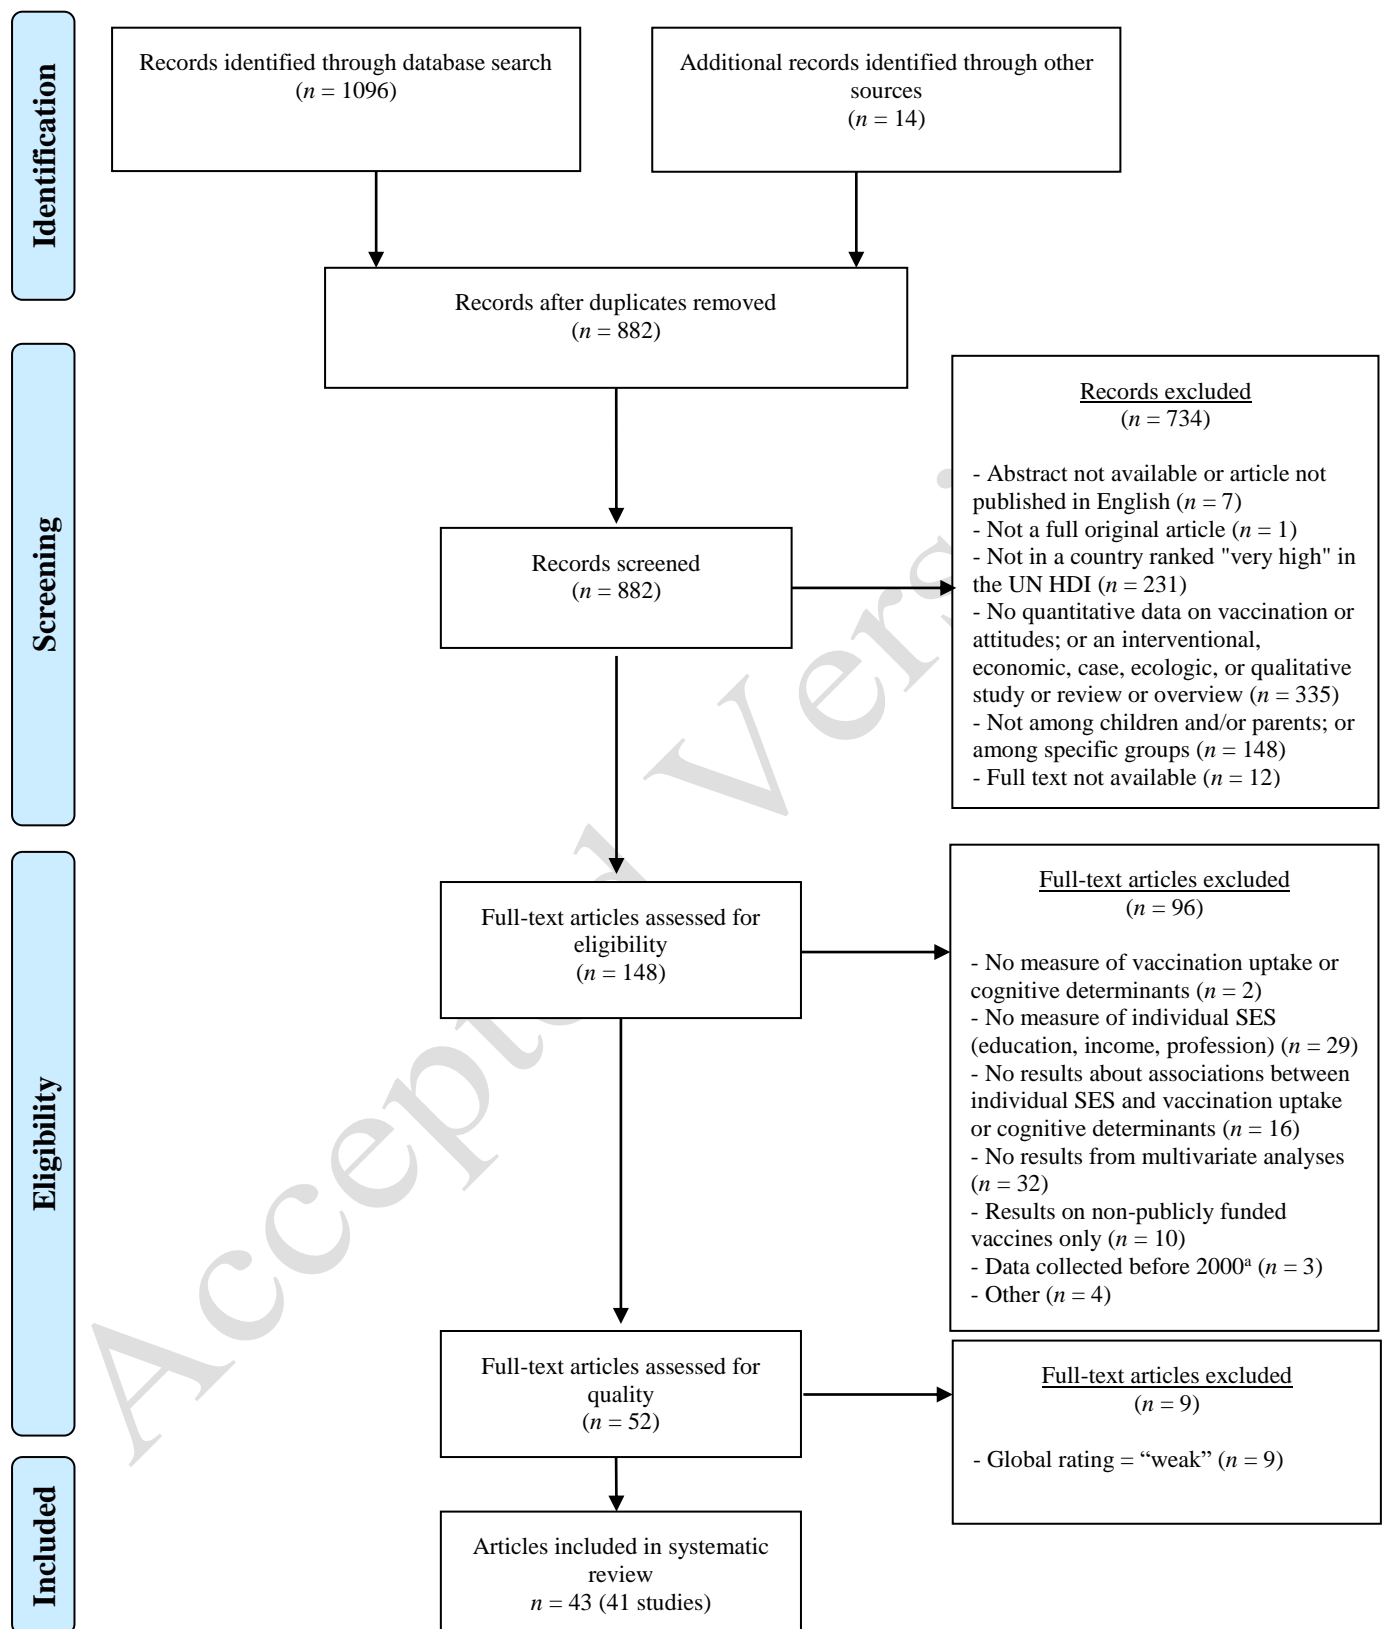 Identification
Records identified through database search
(n = 1096)
Additional records identified through other
sources
(n = 14)
Records after duplicates removed
(n = 882)
Screening
Records screened
(n = 882)
Records excluded
(n = 734)
- Abstract not available or article not
published in English (n = 7)
- Not a full original article (n = 1)
- Not in a country ranked "very high" in
the UN HDI (n = 231)
- No quantitative data on vaccination or
attitudes; or an interventional,
economic, case, ecologic, or qualitative
study or review or overview (n = 335)
- Not among children and/or parents; or
among specific groups (n = 148)
- Full text not available (n = 12)
Eligibility
Full-text articles assessed for
eligibility
(n = 148)
Full-text articles excluded
(n = 96)
- No measure of vaccination uptake or
cognitive determinants (n = 2)
- No measure of individual SES
(education, income, profession) (n = 29)
- No results about associations between
individual SES and vaccination uptake
or cognitive determinants (n = 16)
- No results from multivariate analyses
(n = 32)
- Results on non-publicly funded
vaccines only (n = 10)
- Data collected before 2000ᵃ (n = 3)
- Other (n = 4)
Full-text articles assessed for
quality
(n = 52)
Full-text articles excluded
(n = 9)
- Global rating = “weak” (n = 9)
Included
Articles included in systematic
review
n = 43 (41 studies)
Accepted Versi